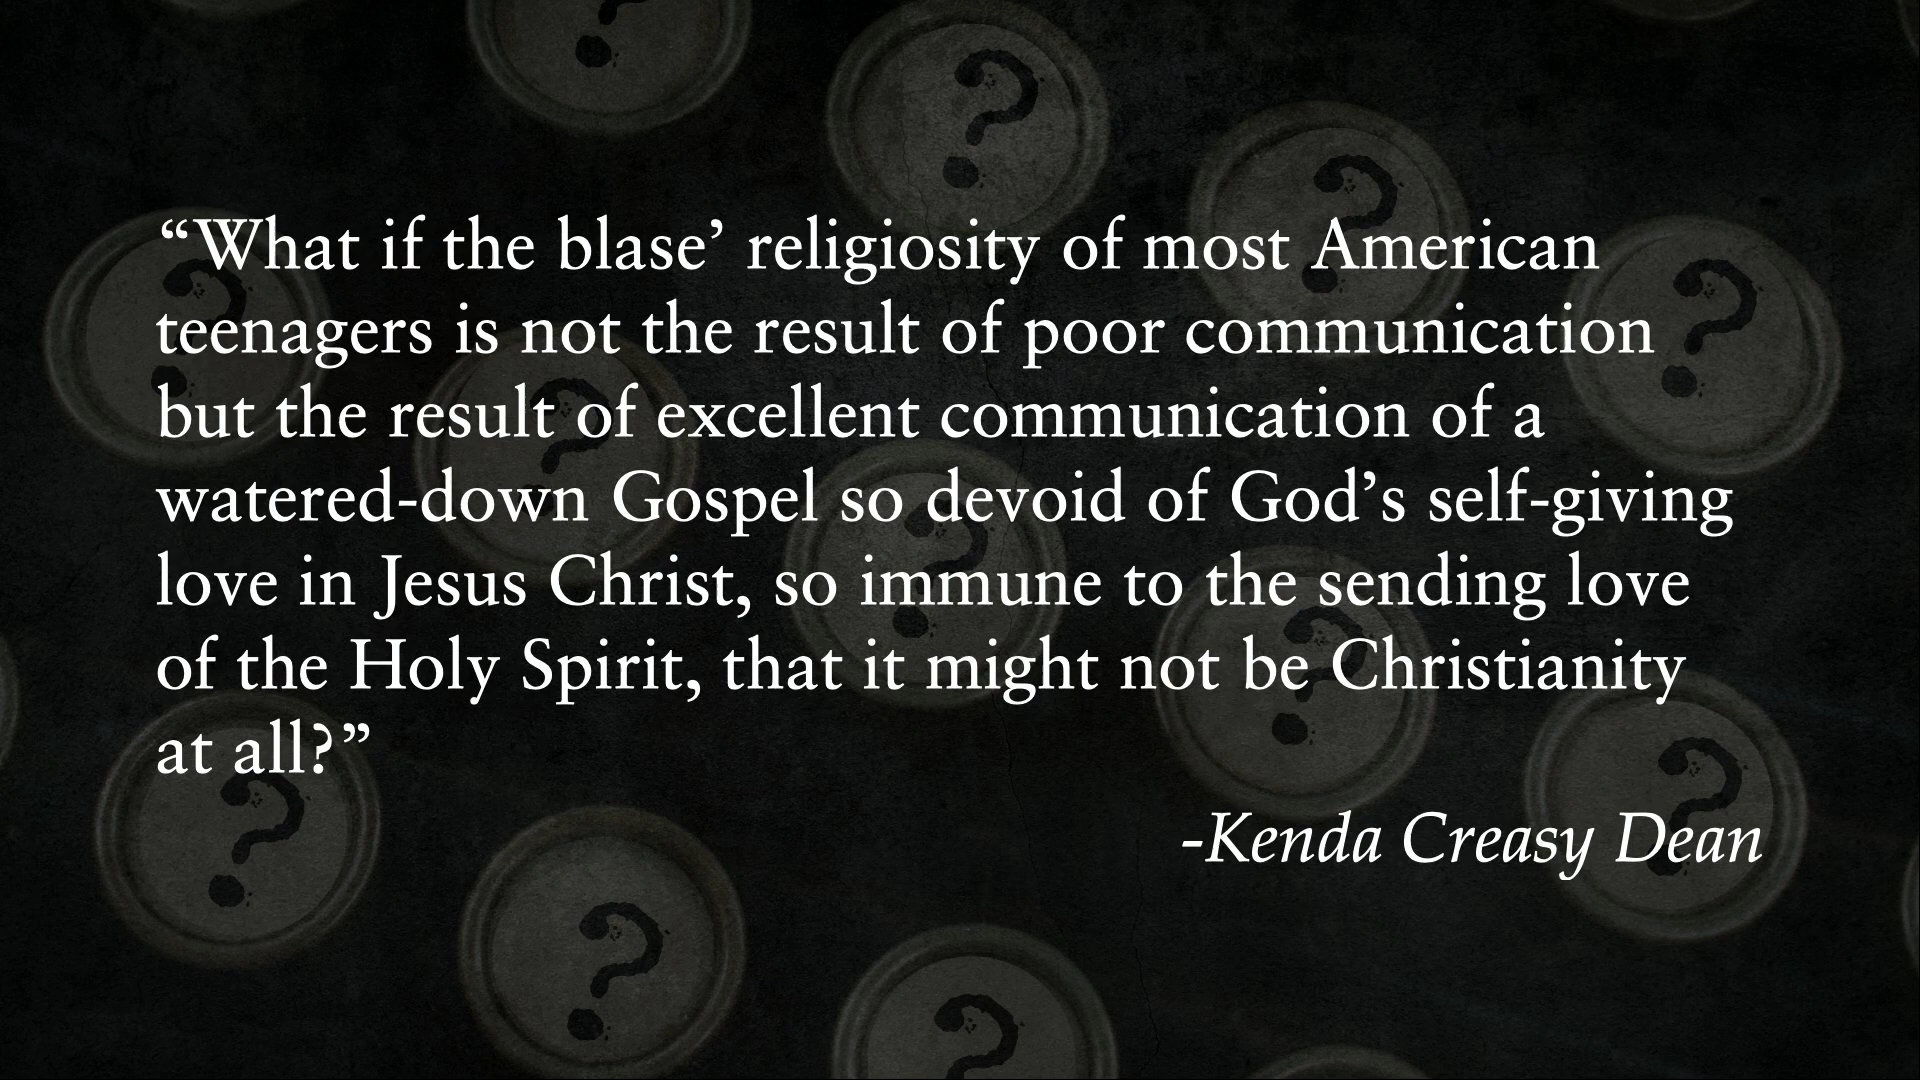 “What if the blase’ religiosity of most American
teenagers is not the result of poor communication
but the result of excellent communication of a
watered-down Gospel so devoid of God’s self-giving
love in Jesus Christ, so immune to the sending love
of the Holy Spirit, that it might not be Christianity
at all?”
-Kenda Creasy Dean